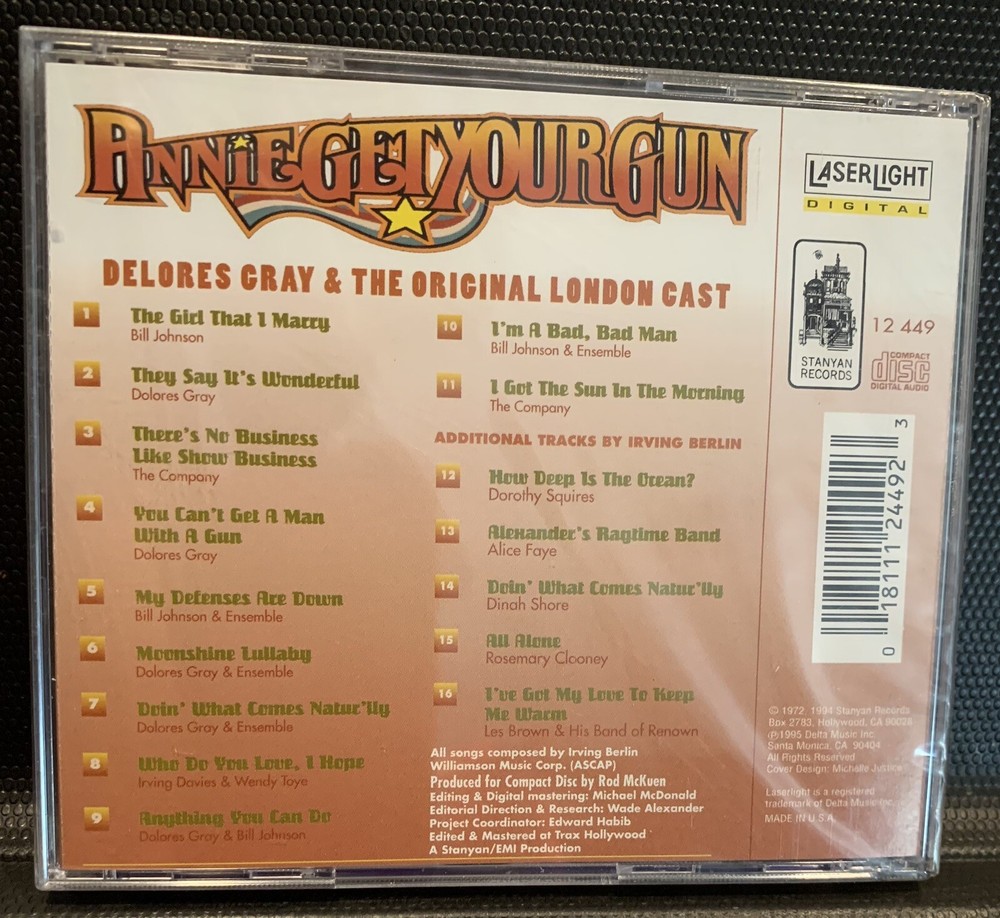 ANNIE GET YOUR GUN
DELORES GRAY & THE ORIGINAL LONDON CAST
1
The Girl That I Marry
Bill Johnson
2
They Say It's Wonderful
Dolores Gray
3
There's No Business
Like Show Business
The Company
4
You Can't Get A Man
With A Gun
Dolores Gray
5
My Defenses Are Down
Bill Johnson & Ensemble
6
Moonshine Lullaby
Dolores Gray & Ensemble
7
Doin' What Comes Natur'lly
Dolores Gray & Ensemble
8
Who Do You Love, I Hope
Irving Davies & Wendy Toye
9
Anything You Can Do
Dolores Gray & Bill Johnson
10
I'm A Bad, Bad Man
Bill Johnson & Ensemble
11
I Got The Sun In The Morning
The Company
ADDITIONAL TRACKS BY IRVING BERLIN
12
How Deep Is The Ocean?
Dorothy Squires
13
Alexander's Ragtime Band
Alice Faye
14
Doin' What Comes Natur'lly
Dinah Shore
15
All Alone
Rosemary Clooney
16
I've Got My Love To Keep
Me Warm
Les Brown & His Band of Renown
All songs composed by Irving Berlin
Williamson Music Corp. (ASCAP)
Produced for Compact Disc by Rod McKuen
Editing & Digital mastering: Michael McDonald
Editorial Direction & Research: Wade Alexander
Project Coordinator: Edward Habib
Edited & Mastered at Trax Hollywood
A Stanyan/EMI Production
LASERLIGHT
DIGITAL
STANYAN
RECORDS
12 449
COMPACT
disc
DIGITAL AUDIO
0 18111 24492 3
© 1972, 1994 Stanyan Records
Box 2783, Hollywood, CA 90028
℗1995 Delta Music Inc.
Santa Monica, CA 90404
All Rights Reserved
Cover Design: Michelle Justice
Laserlight is a registered
trademark of Delta Music Inc.
MADE IN U.S.A.